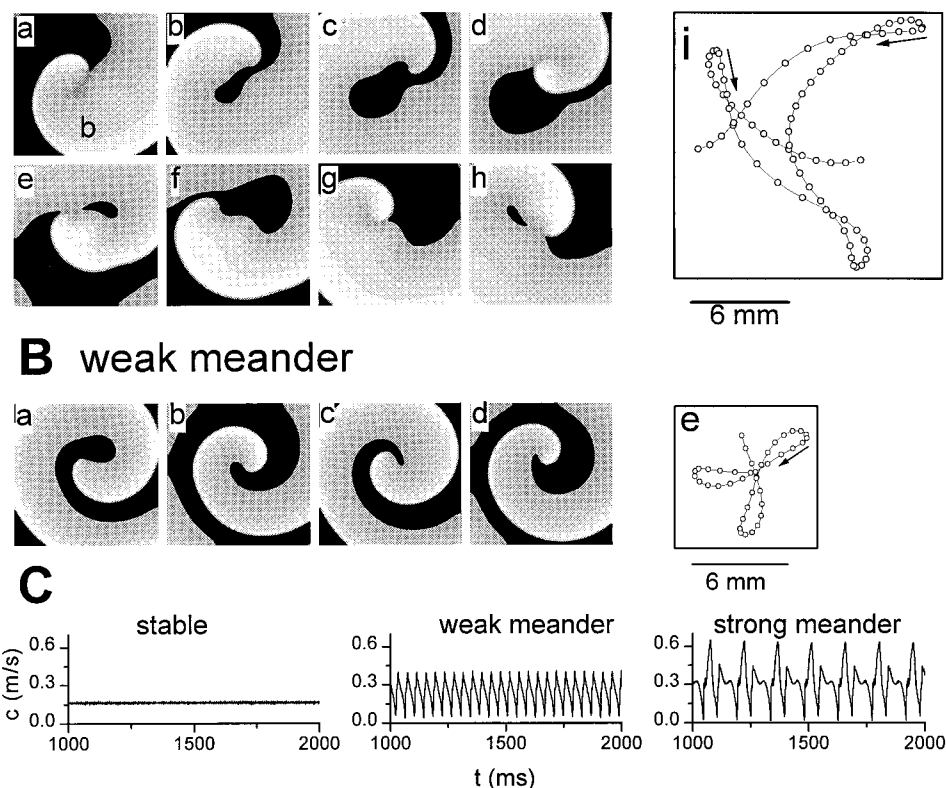 a b c d
b
i
e f g h
6 mm
B weak meander
a b c d
e
6 mm
C
stable weak meander strong meander
c (m/s)
0.6
0.3
0.0
1000 1500 2000
0.6
0.3
0.0
1000 1500 2000
0.6
0.3
0.0
1000 1500 2000
t (ms)